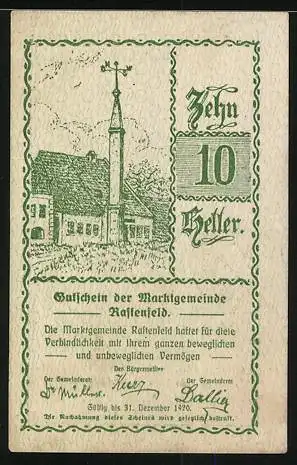 Zehn
10
Heller.
Gutschein der Marktgemeinde
Rastenfeld.
Die Marktgemeinde Rastenfeld haftet für diese
Verbindlichkeit mit ihrem ganzen beweglichen
und unbeweglichen Vermögen
Der Bürgermeister
Der Gemeinderat: Der Gemeinderat
Müllner
Gültig bis 31. Dezember 1920.
Die Nachahmung dieses Scheines wird gesetzlich bestraft.